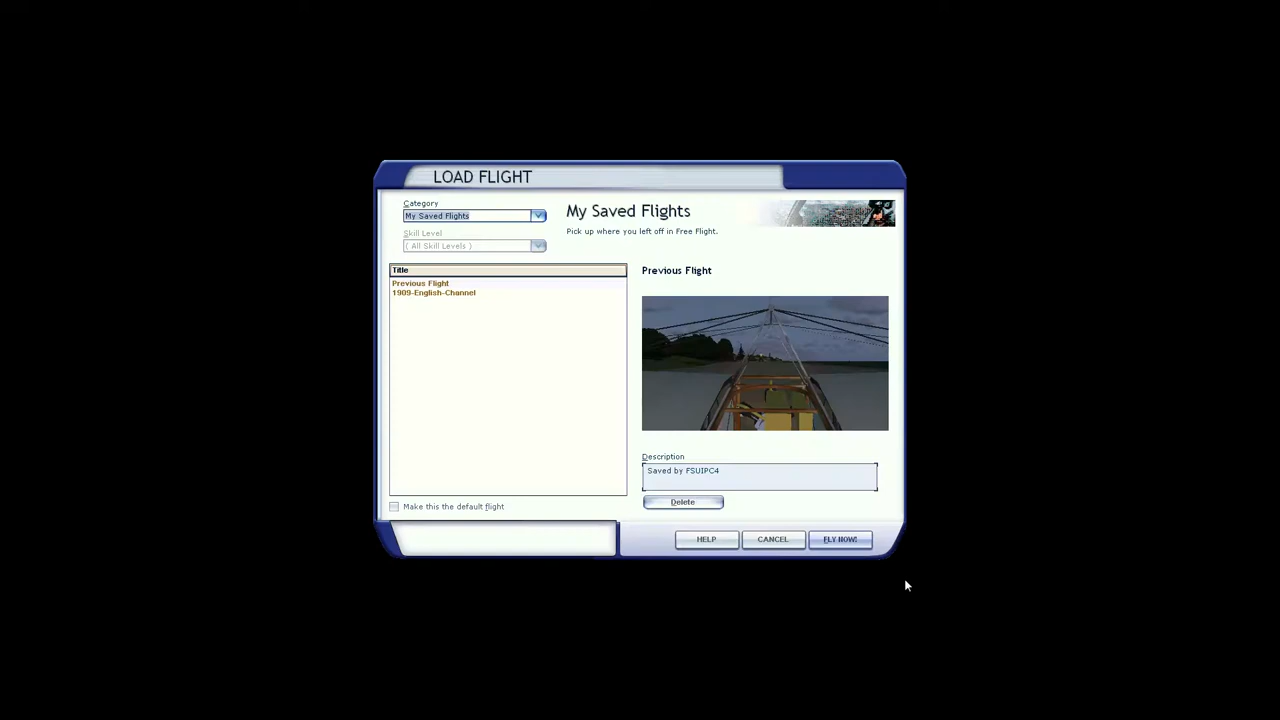 LOAD FLIGHT
Category
My Saved Flights
Skill Level
( All Skill Levels )
My Saved Flights
Pick up where you left off in Free Flight.
Title
Previous Flight
1909-English-Channel
Make this the default flight
Previous Flight
Description
Saved by FSUIPC4
Delete
HELP
CANCEL
FLY NOW!